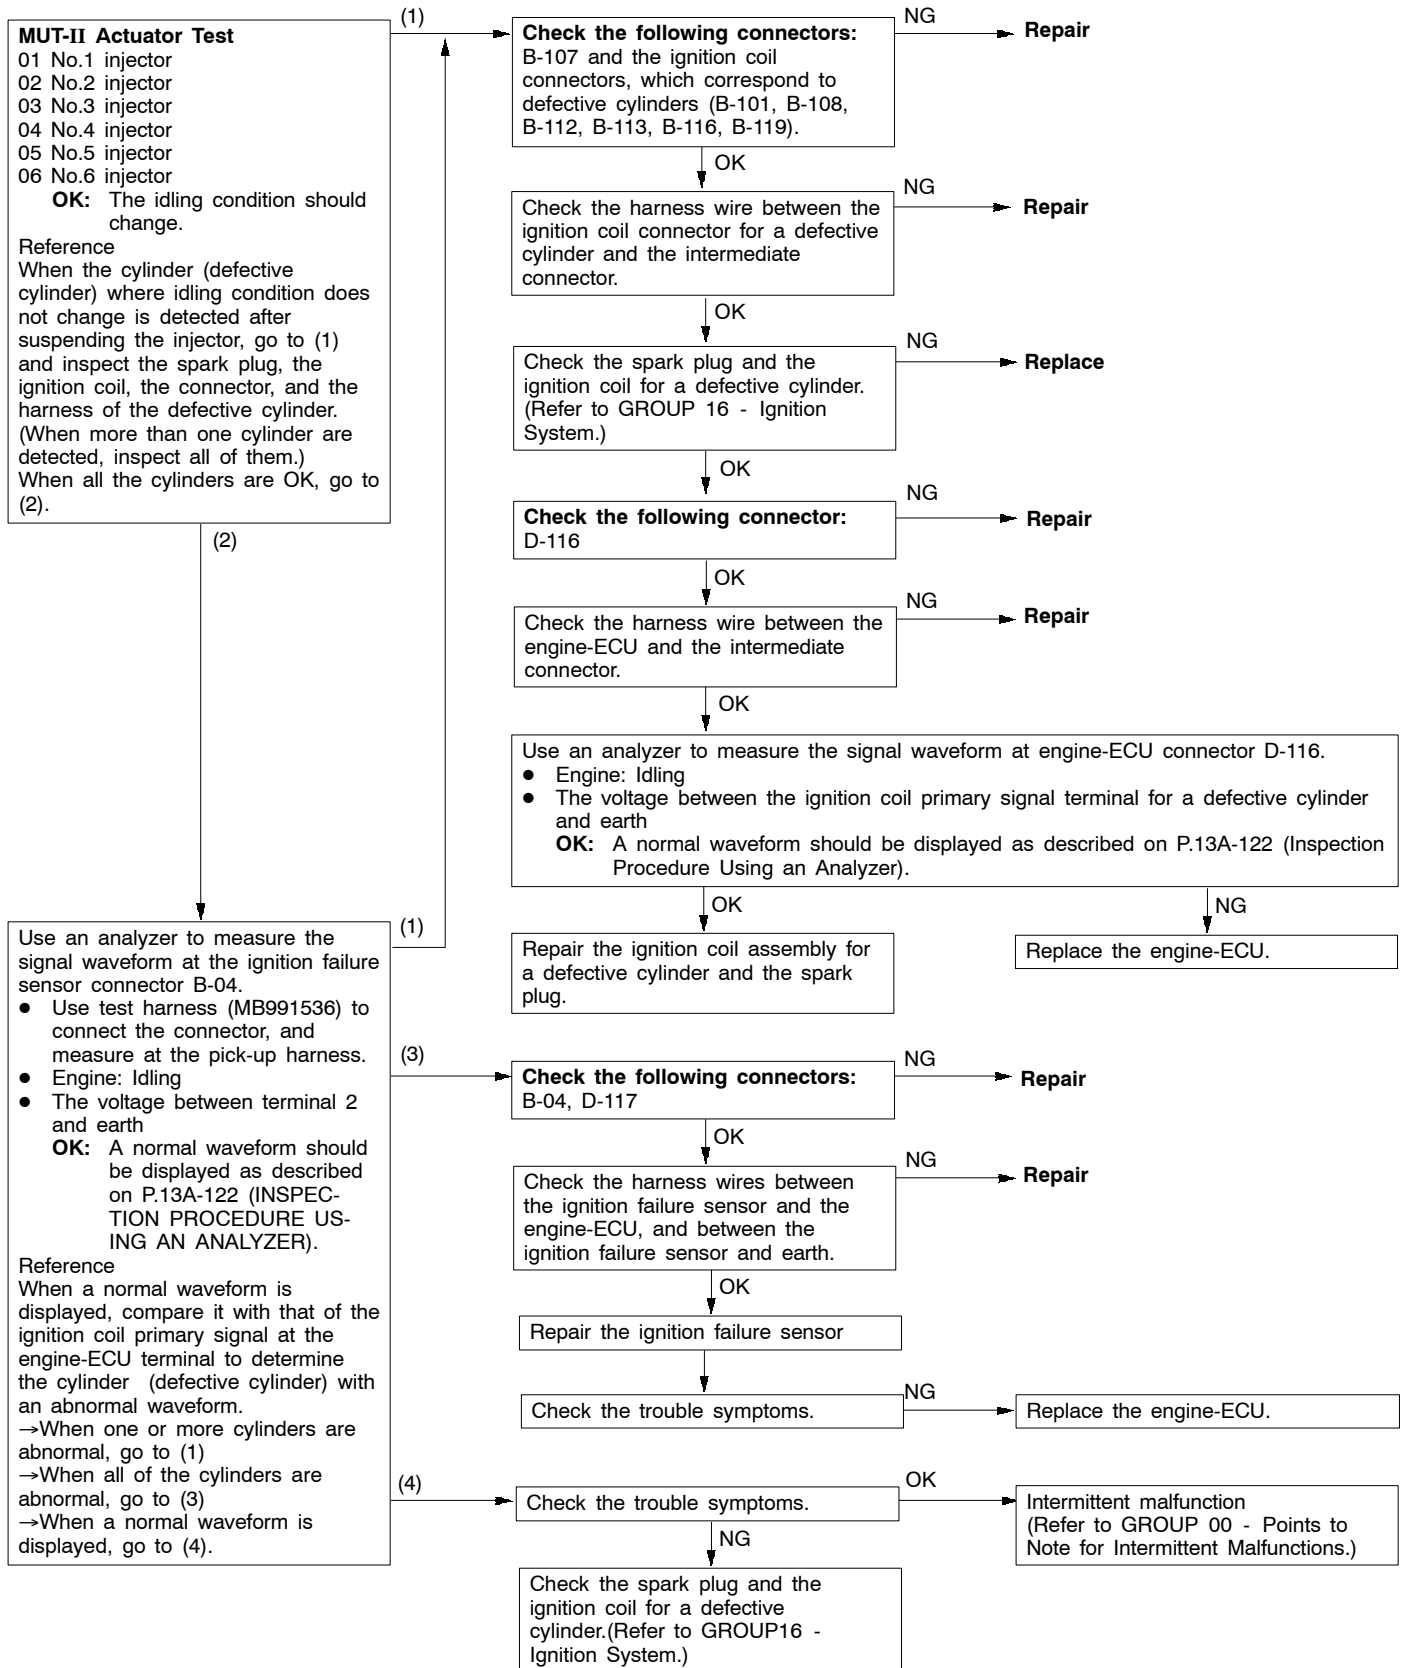 MUT-II Actuator Test
01 No.1 injector
02 No.2 injector
03 No.3 injector
04 No.4 injector
05 No.5 injector
06 No.6 injector
OK: The idling condition should
change.
Reference
When the cylinder (defective
cylinder) where idling condition does
not change is detected after
suspending the injector, go to (1)
and inspect the spark plug, the
ignition coil, the connector, and the
harness of the defective cylinder.
(When more than one cylinder are
detected, inspect all of them.)
When all the cylinders are OK, go to
(2).
(1)
Check the following connectors:
B-107 and the ignition coil
connectors, which correspond to
defective cylinders (B-101, B-108,
B-112, B-113, B-116, B-119).
NG
Repair
OK
Check the harness wire between the
ignition coil connector for a defective
cylinder and the intermediate
connector.
NG
Repair
OK
Check the spark plug and the
ignition coil for a defective cylinder.
(Refer to GROUP 16 - Ignition
System.)
NG
Replace
OK
Check the following connector:
D-116
NG
Repair
OK
Check the harness wire between the
engine-ECU and the intermediate
connector.
NG
Repair
OK
Use an analyzer to measure the signal waveform at engine-ECU connector D-116.
● Engine: Idling
● The voltage between the ignition coil primary signal terminal for a defective cylinder
and earth
OK: A normal waveform should be displayed as described on P.13A-122 (Inspection
Procedure Using an Analyzer).
OK
Repair the ignition coil assembly for
a defective cylinder and the spark
plug.
NG
Replace the engine-ECU.
(2)
Use an analyzer to measure the
signal waveform at the ignition failure
sensor connector B-04.
● Use test harness (MB991536) to
connect the connector, and
measure at the pick-up harness.
● Engine: Idling
● The voltage between terminal 2
and earth
OK: A normal waveform should
be displayed as described
on P.13A-122 (INSPEC-
TION PROCEDURE US-
ING AN ANALYZER).
Reference
When a normal waveform is
displayed, compare it with that of the
ignition coil primary signal at the
engine-ECU terminal to determine
the cylinder (defective cylinder) with
an abnormal waveform.
→When one or more cylinders are
abnormal, go to (1)
→When all of the cylinders are
abnormal, go to (3)
→When a normal waveform is
displayed, go to (4).
(1)
(3)
Check the following connectors:
B-04, D-117
NG
Repair
OK
Check the harness wires between
the ignition failure sensor and the
engine-ECU, and between the
ignition failure sensor and earth.
NG
Repair
OK
Repair the ignition failure sensor
Check the trouble symptoms.
NG
Replace the engine-ECU.
(4)
Check the trouble symptoms.
OK
Intermittent malfunction
(Refer to GROUP 00 - Points to
Note for Intermittent Malfunctions.)
NG
Check the spark plug and the
ignition coil for a defective
cylinder.(Refer to GROUP16 -
Ignition System.)